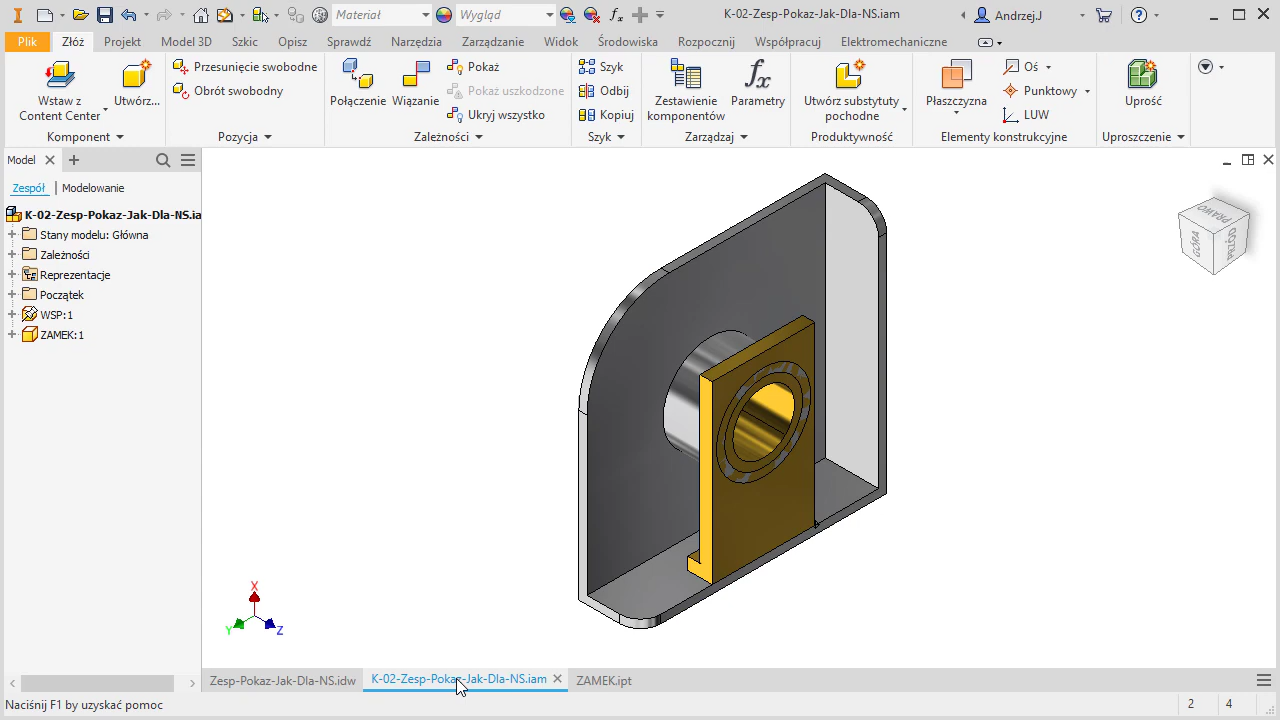 Materiał
Wygląd
K-02-Zesp-Pokaz-Jak-Dla-NS.iam
AndrzejJ
Plik
Złóż
Projekt
Model 3D
Szkic
Opisz
Sprawdź
Narzędzia
Zarządzanie
Widok
Środowiska
Rozpocznij
Współpracuj
Elektromechaniczne
Wstaw z
Content Center
Utwórz...
Komponent
Przesunięcie swobodne
Obrót swobodny
Pozycja
Połączenie
Wiązanie
Pokaż
Pokaż uszkodzone
Ukryj wszystko
Zależności
Szyk
Odbij
Kopiuj
Szyk
Zestawienie
komponentów
fx
Parametry
Zarządzaj
Utwórz substytuty
pochodne
Produktywność
Płaszczyzna
Oś
Punktowy
LUW
Elementy konstrukcyjne
Uprość
Uproszczenie
Model
Zespół
Modelowanie
K-02-Zesp-Pokaz-Jak-Dla-NS.ia
Stany modelu: Główna
Zależności
Reprezentacje
Początek
WSP:1
ZAMEK:1
PRAWO
GÓRA
PRZÓD
X
Y
Z
Zesp-Pokaz-Jak-Dla-NS.idw
K-02-Zesp-Pokaz-Jak-Dla-NS.iam
ZAMEK.ipt
Naciśnij F1 by uzyskać pomoc
2
4